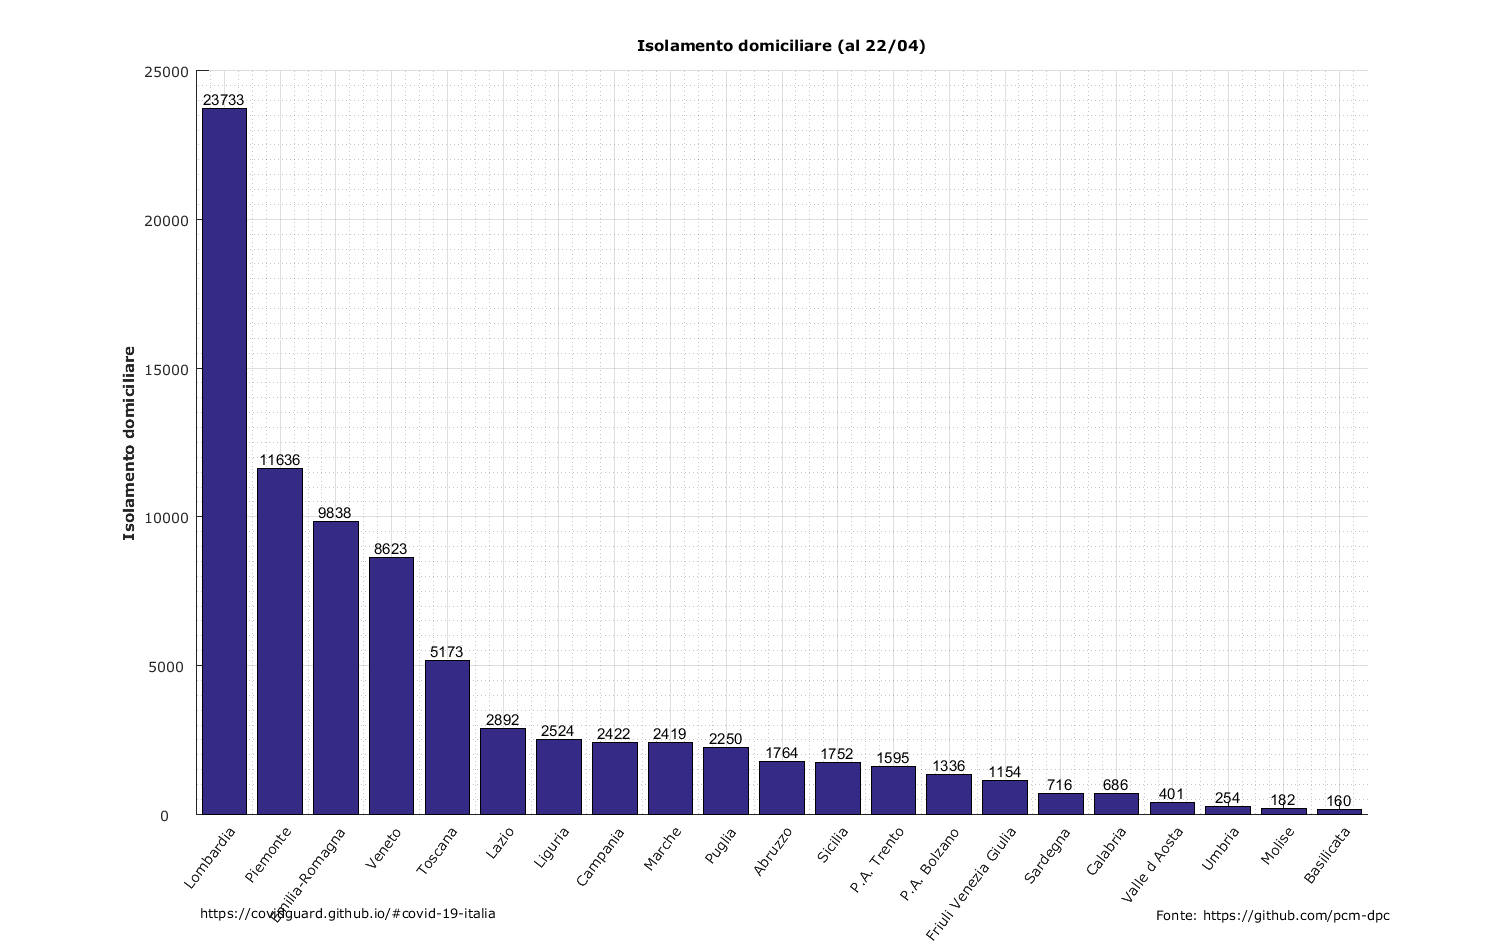 Isolamento domiciliare (al 22/04)
Isolamento domiciliare
25000
20000
15000
10000
5000
0
23733
11636
9838
8623
5173
2892
2524
2422
2419
2250
1764
1752
1595
1336
1154
716
686
401
254
182
160
Lombardia
Piemonte
Emilia-Romagna
Veneto
Toscana
Lazio
Liguria
Campania
Marche
Puglia
Abruzzo
Sicilia
P.A. Trento
P.A. Bolzano
Friuli Venezia Giulia
Sardegna
Calabria
Valle d Aosta
Umbria
Molise
Basilicata
https://covidguard.github.io/#covid-19-italia
Fonte: https://github.com/pcm-dpc